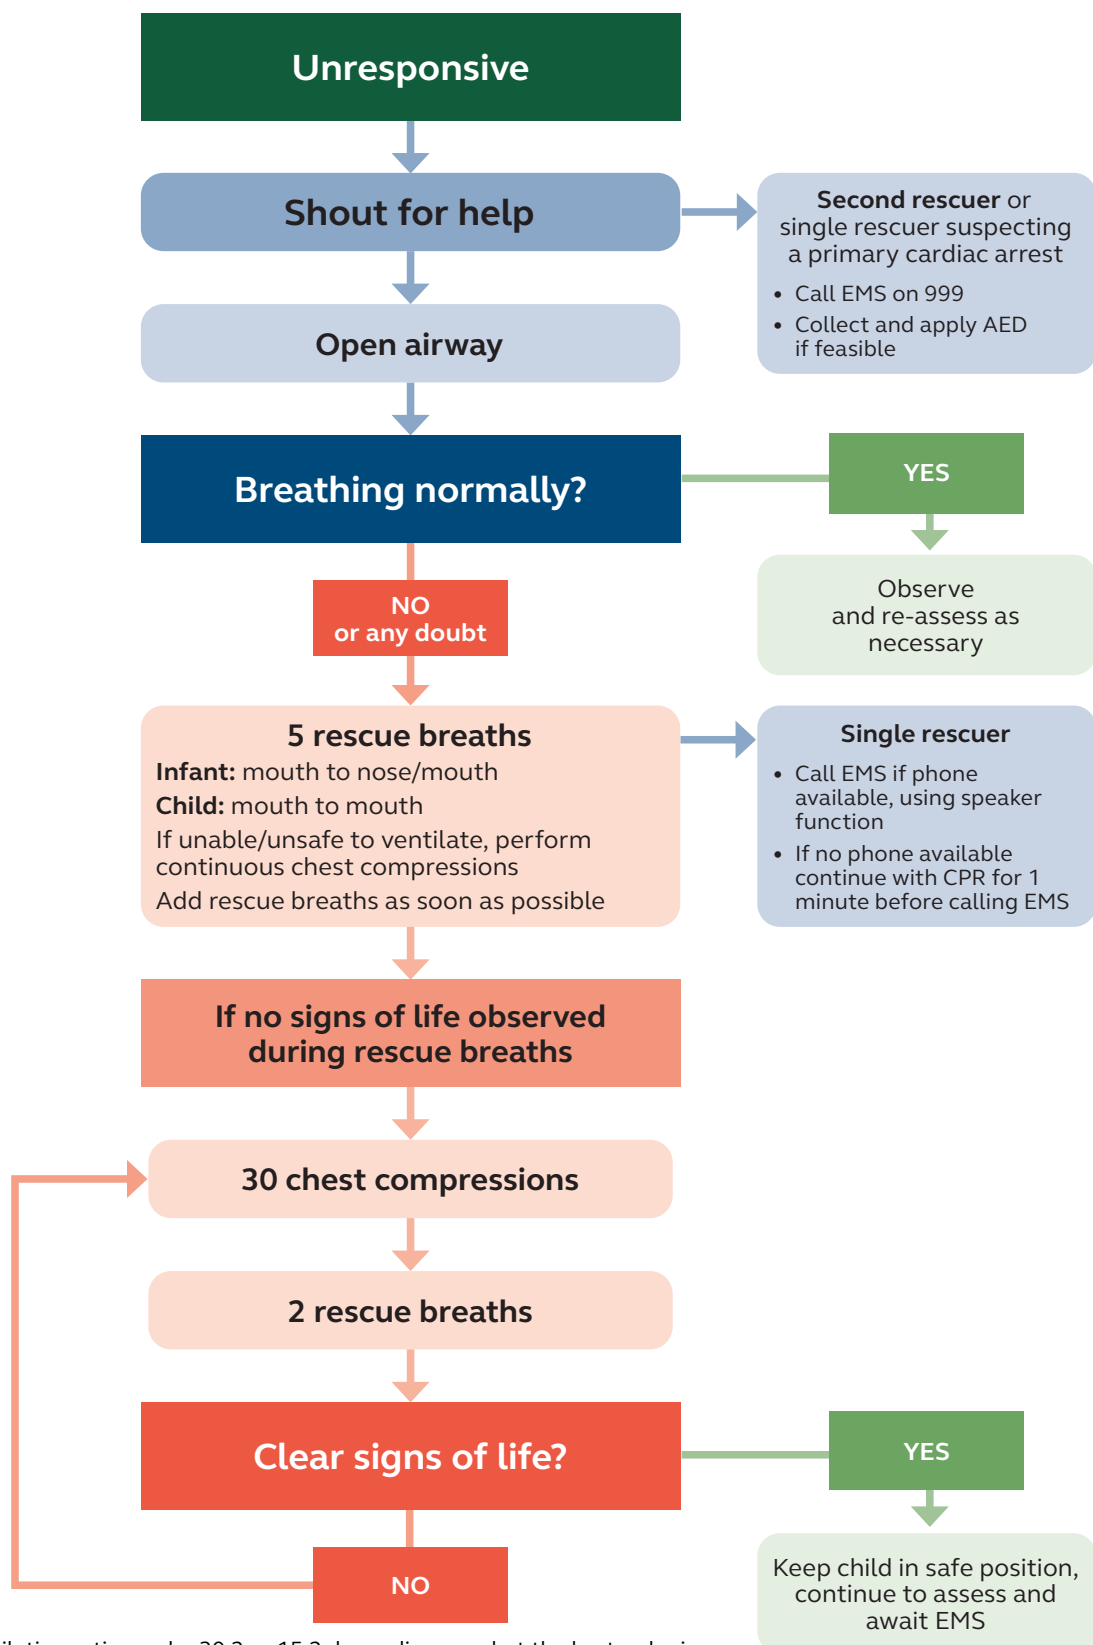 Unresponsive
Shout for help
Second rescuer or
single rescuer suspecting
a primary cardiac arrest
• Call EMS on 999
• Collect and apply AED
if feasible
Open airway
Breathing normally?
YES
Observe
and re-assess as
necessary
NO
or any doubt
5 rescue breaths
Infant: mouth to nose/mouth
Child: mouth to mouth
If unable/unsafe to ventilate, perform
continuous chest compressions
Add rescue breaths as soon as possible
Single rescuer
• Call EMS if phone
available, using speaker
function
• If no phone available
continue with CPR for 1
minute before calling EMS
If no signs of life observed
during rescue breaths
30 chest compressions
2 rescue breaths
Clear signs of life?
YES
Keep child in safe position,
continue to assess and
await EMS
NO